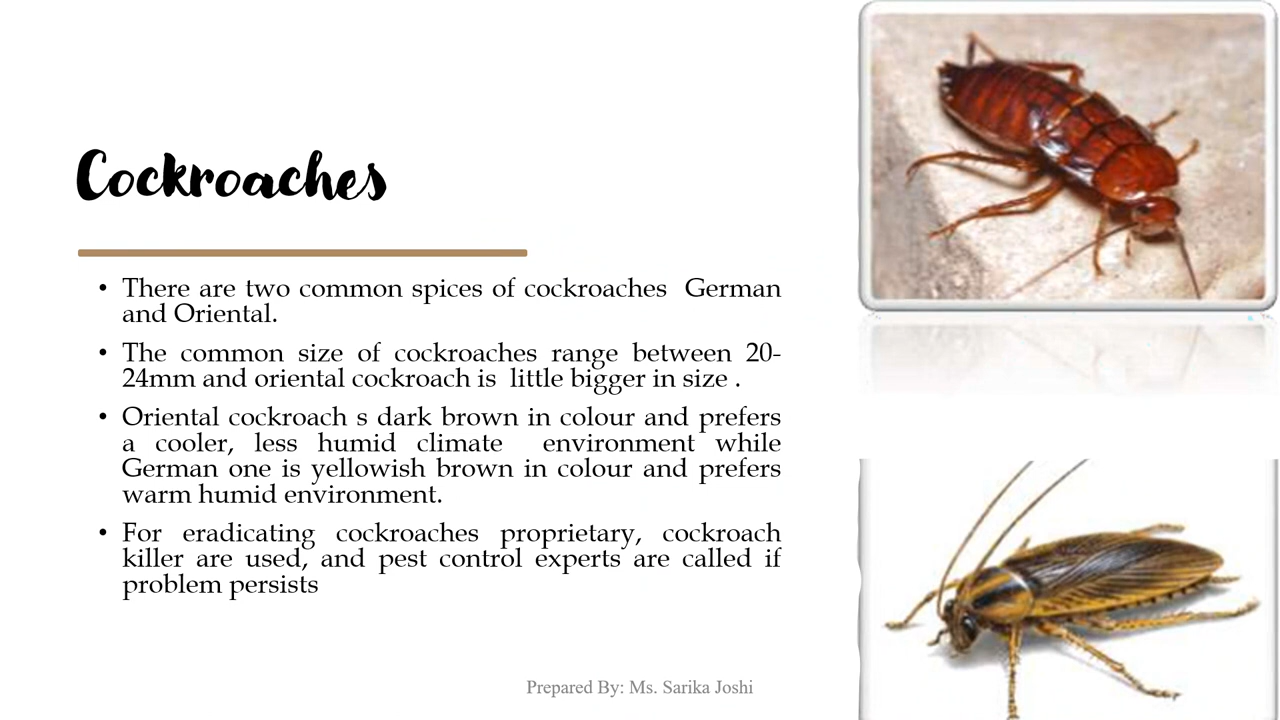 Cockroaches
• There are two common spices of cockroaches  German
and Oriental.
• The common size of cockroaches range between 20-
24mm and oriental cockroach is  little bigger in size .
• Oriental cockroach s dark brown in colour and prefers
a cooler, less humid climate  environment while
German one is yellowish brown in colour and prefers
warm humid environment.
• For eradicating cockroaches proprietary, cockroach
killer are used, and pest control experts are called if
problem persists
Prepared By: Ms. Sarika Joshi